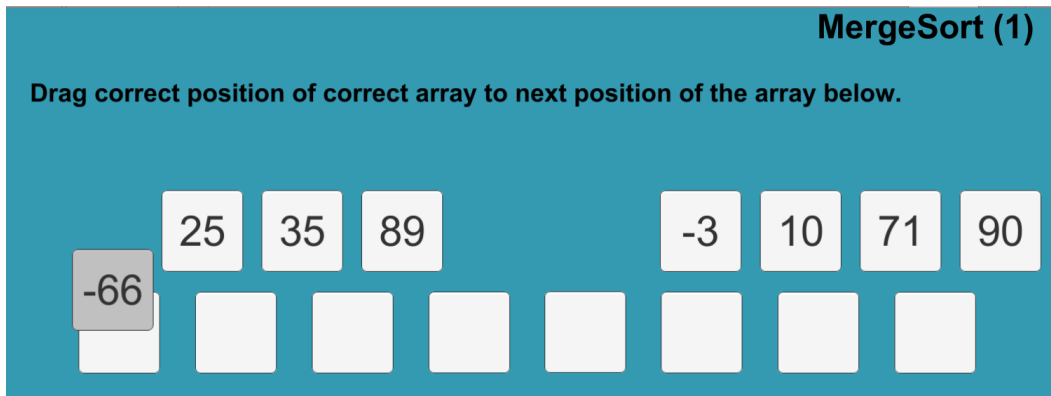 MergeSort (1)
Drag correct position of correct array to next position of the array below.
25 35 89 -3 10 71 90
-66